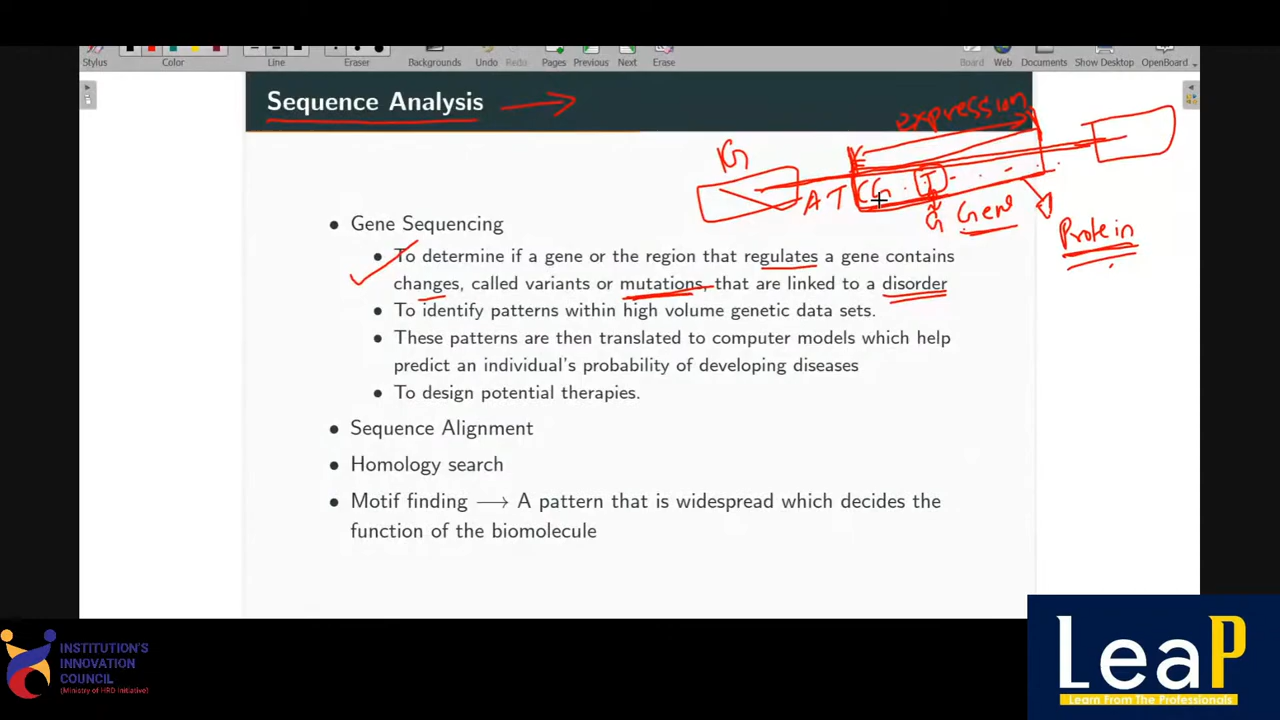 Stylus
Color
Line
Eraser
Backgrounds
Undo
Redo
Pages
Previous
Next
Erase
Board
Web
Documents
Show Desktop
OpenBoard
Sequence Analysis
expression
A T C G . T - . . -
G
Gene
Protein
• Gene Sequencing
• To determine if a gene or the region that regulates a gene contains
changes, called variants or mutations, that are linked to a disorder
• To identify patterns within high volume genetic data sets.
• These patterns are then translated to computer models which help
predict an individual's probability of developing diseases
• To design potential therapies.
• Sequence Alignment
• Homology search
• Motif finding ⟶ A pattern that is widespread which decides the
function of the biomolecule
INSTITUTION'S
INNOVATION
COUNCIL
(Ministry of HRD Initiative)
LeaP
Learn From The Professionals